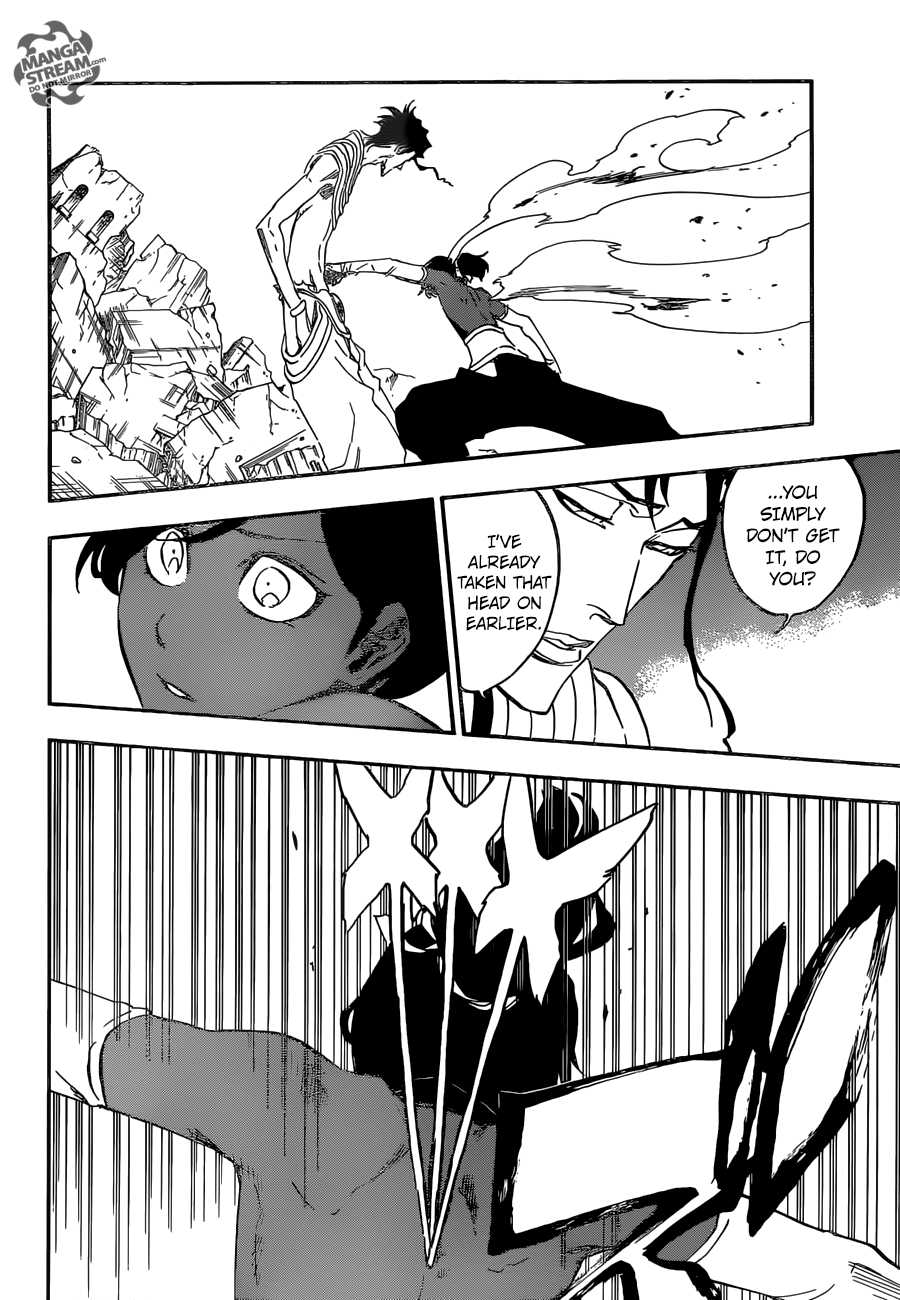 MANGA
STREAM.com
DO NOT MIRROR
...YOU
SIMPLY
DON'T GET
IT, DO
YOU?
I'VE
ALREADY
TAKEN THAT
HEAD ON
EARLIER.